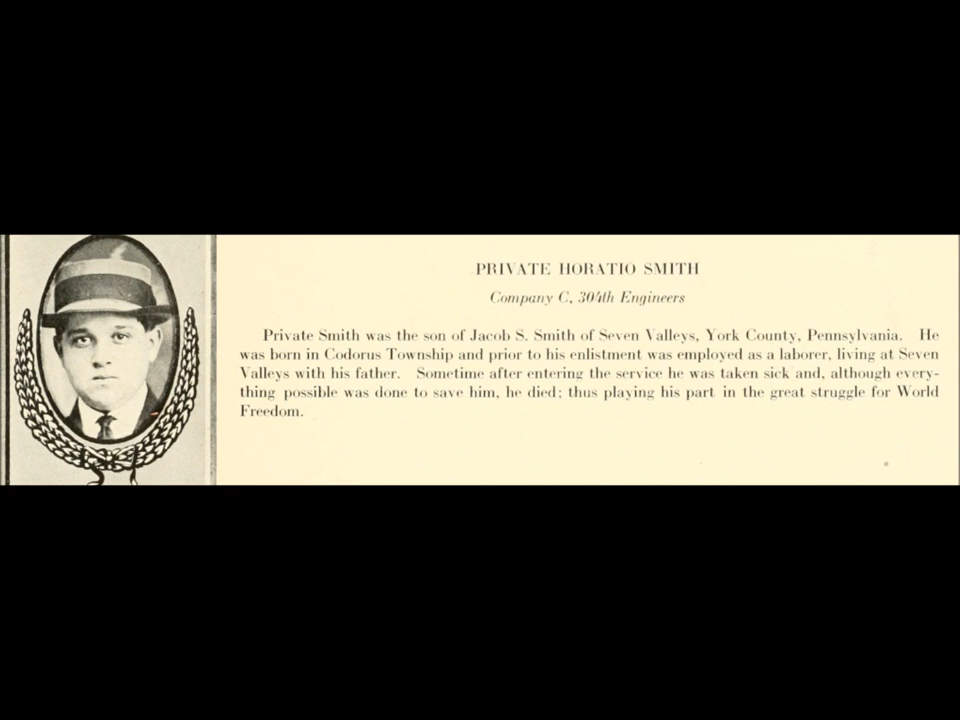 PRIVATE HORATIO SMITH
Company C, 304th Engineers
Private Smith was the son of Jacob S. Smith of Seven Valleys, York County, Pennsylvania. He
was born in Codorus Township and prior to his enlistment was employed as a laborer, living at Seven
Valleys with his father. Sometime after entering the service he was taken sick and, although every-
thing possible was done to save him, he died; thus playing his part in the great struggle for World
Freedom.